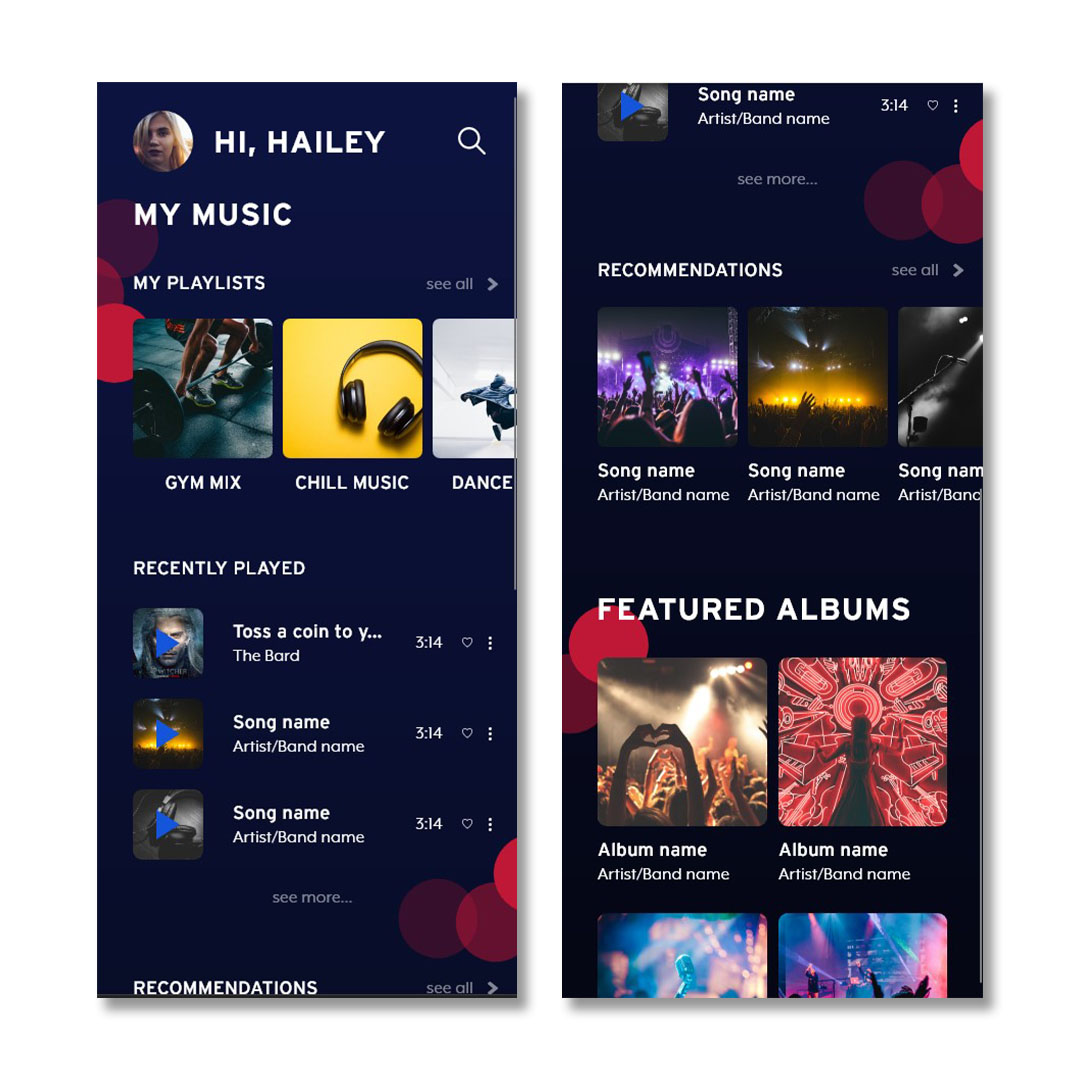 HI, HAILEY
MY MUSIC
MY PLAYLISTS see all
GYM MIX CHILL MUSIC DANCE
RECENTLY PLAYED
Toss a coin to y... 3:14
The Bard
Song name 3:14
Artist/Band name
Song name 3:14
Artist/Band name
see more...
RECOMMENDATIONS see all
Song name 3:14
Artist/Band name
see more...
RECOMMENDATIONS see all
Song name Song name Song nam
Artist/Band name Artist/Band name Artist/Band
FEATURED ALBUMS
Album name Album name
Artist/Band name Artist/Band name